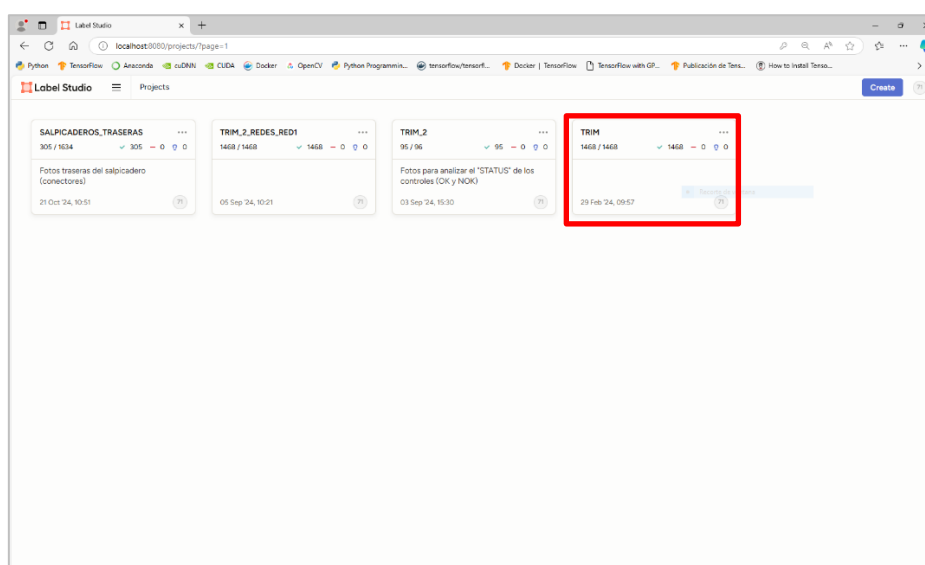 Label Studio
localhost:8080/projects/?page=1
Python TensorFlow Anaconda cuDNN CUDA Docker OpenCV Python Programmin... tensorflow/tensorfl... Docker | TensorFlow TensorFlow with GP... Publicación de Tens... How to Install Tenso...
Label Studio Projects Create
SALPICADEROS_TRASERAS
305 / 1634 305 0 0
Fotos traseras del salpicadero
(conectores)
21 Oct '24, 10:51 71
TRIM_2_REDES_RED1
1468 / 1468 1468 0 0
05 Sep '24, 10:21 71
TRIM_2
95 / 96 95 0 0
Fotos para analizar el "STATUS" de los
controles (OK y NOK)
03 Sep '24, 15:30 71
TRIM
1468 / 1468 1468 0 0
29 Feb '24, 09:57 71